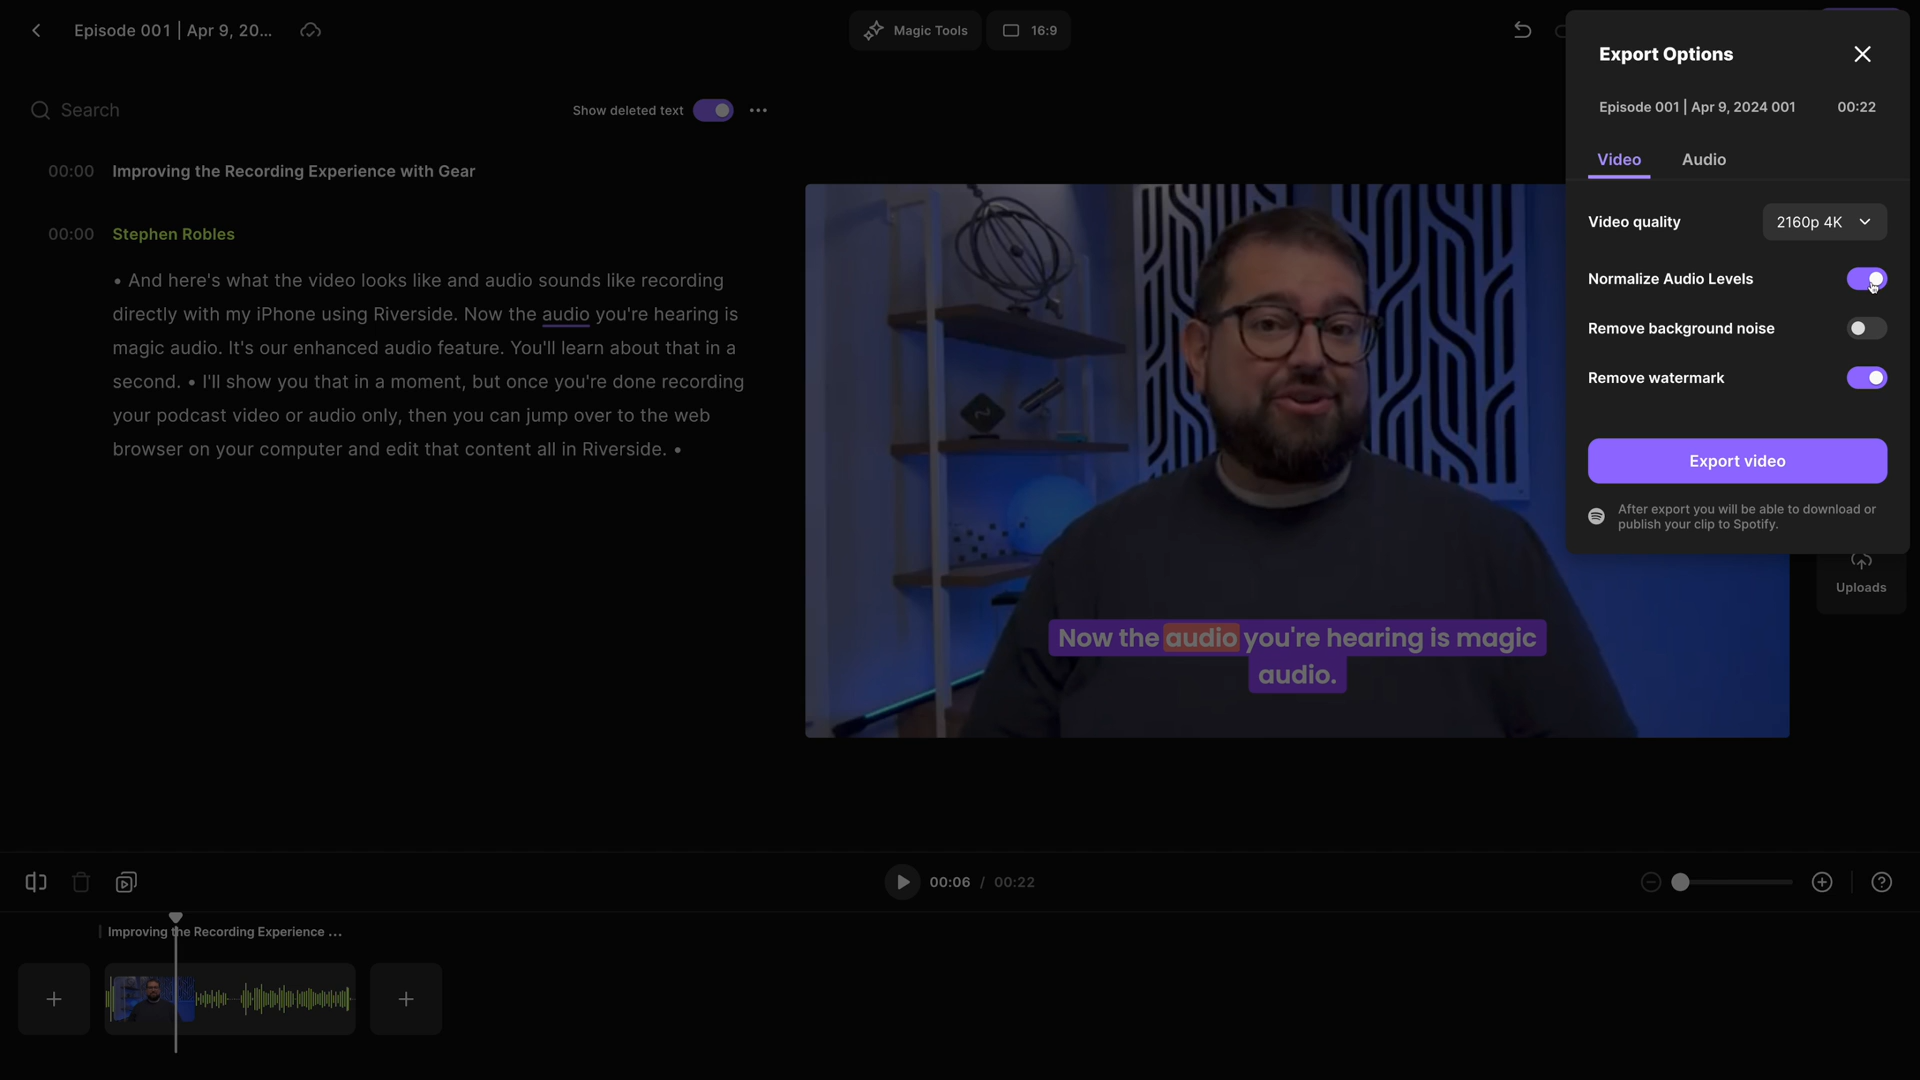 Episode 001 | Apr 9, 20...
Magic Tools
16:9
Search
Show deleted text
00:00 Improving the Recording Experience with Gear
00:00 Stephen Robles
• And here's what the video looks like and audio sounds like recording
directly with my iPhone using Riverside. Now the audio you're hearing is
magic audio. It's our enhanced audio feature. You'll learn about that in a
second. • I'll show you that in a moment, but once you're done recording
your podcast video or audio only, then you can jump over to the web
browser on your computer and edit that content all in Riverside. •
Now the audio you're hearing is magic
audio.
Export Options
Episode 001 | Apr 9, 2024 001 00:22
Video Audio
Video quality 2160p 4K
Normalize Audio Levels
Remove background noise
Remove watermark
Export video
After export you will be able to download or
publish your clip to Spotify.
Uploads
00:06 / 00:22
Improving the Recording Experience ...